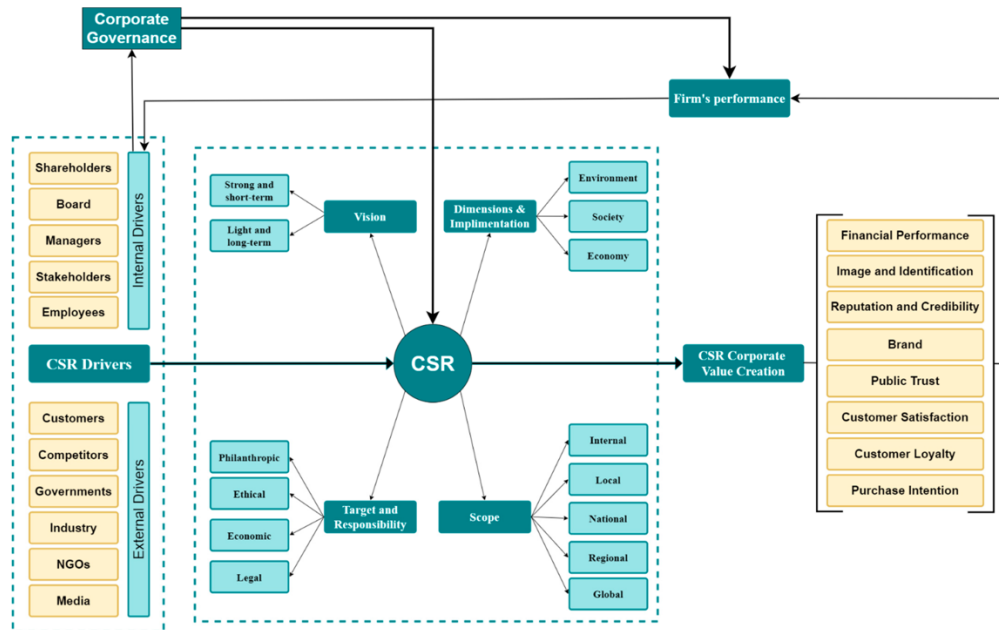 Corporate
Governance
Firm's performance
Shareholders
Board
Managers
Stakeholders
Employees
Internal Drivers
CSR Drivers
Customers
Competitors
Governments
Industry
NGOs
Media
External Drivers
Strong and
short-term
Light and
long-term
Vision
Dimensions &
Implimentation
Environment
Society
Economy
CSR
Philanthropic
Ethical
Economic
Legal
Target and
Responsibility
Scope
Internal
Local
National
Regional
Global
CSR Corporate
Value Creation
Financial Performance
Image and Identification
Reputation and Credibility
Brand
Public Trust
Customer Satisfaction
Customer Loyalty
Purchase Intention